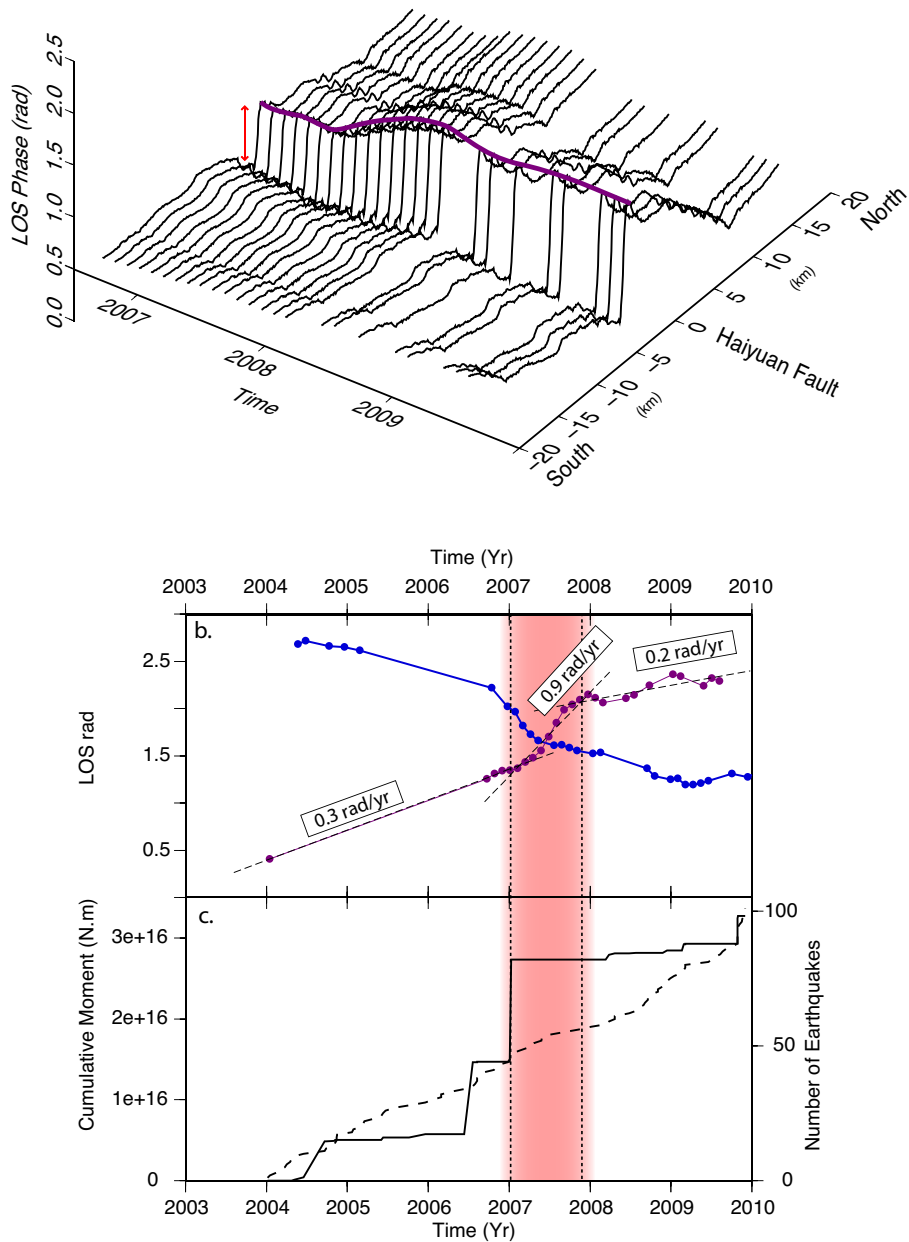 LOS Phase (rad)
2.5
2.0
1.5
1.0
0.5
0.0
2007
2008
2009
Time
20
North
15
10
(km)
5
0
Haiyuan Fault
−5
−10
(km)
−15
−20
South
Time (Yr)
2003 2004 2005 2006 2007 2008 2009 2010
b.
LOS rad
2.5
1.5
0.5
0.3 rad/yr
0.9 rad/yr
0.2 rad/yr
c.
Cumulative Moment (N.m)
3e+16
2e+16
1e+16
0
100
50
0
Number of Earthquakes
2003 2004 2005 2006 2007 2008 2009 2010
Time (Yr)